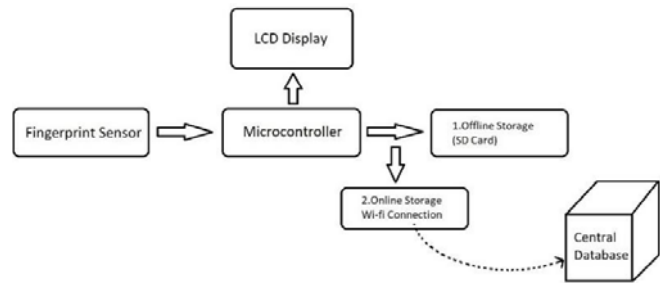 LCD Display
Fingerprint Sensor
Microcontroller
1.Offline Storage
(SD Card)
2.Online Storage
Wi-fi Connection
Central
Database